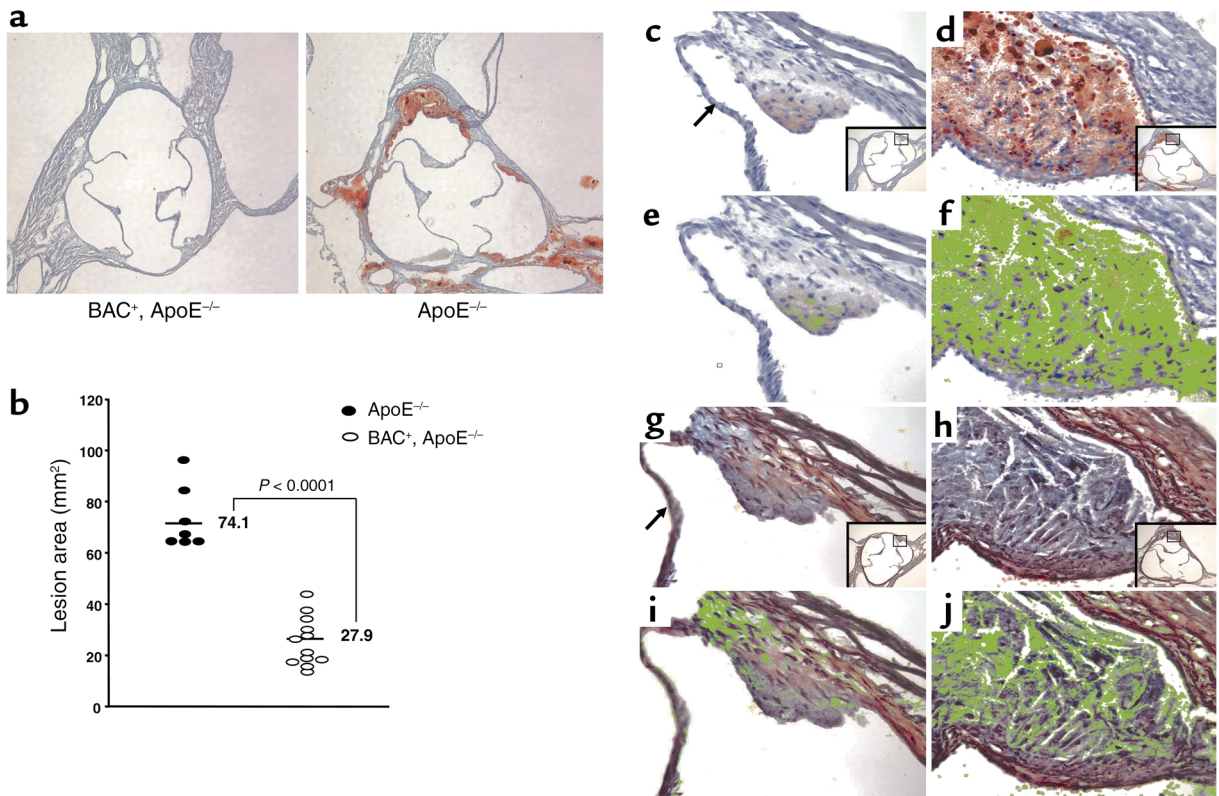 a
BAC⁺, ApoE⁻/⁻
ApoE⁻/⁻
b
Lesion area (mm²)
120
100
80
60
40
20
0
ApoE⁻/⁻
BAC⁺, ApoE⁻/⁻
P < 0.0001
74.1
27.9
c
d
e
f
g
h
i
j